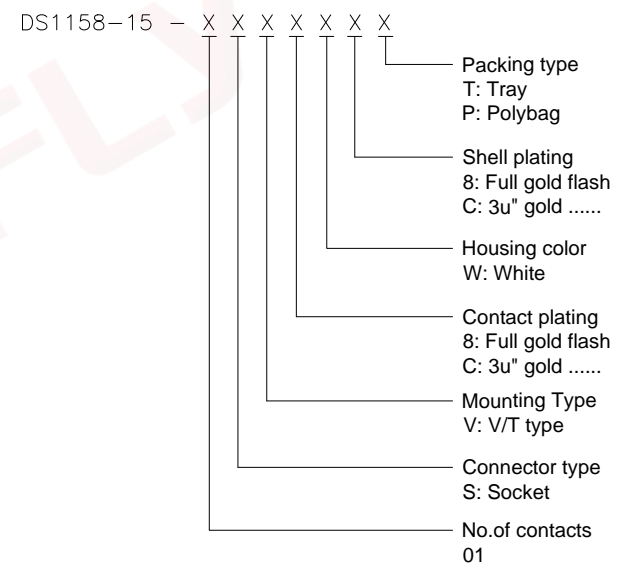 DS1158-15 - X X X X X X X
Packing type
T: Tray
P: Polybag
Shell plating
8: Full gold flash
C: 3u" gold ......
Housing color
W: White
Contact plating
8: Full gold flash
C: 3u" gold ......
Mounting Type
V: V/T type
Connector type
S: Socket
No.of contacts
01